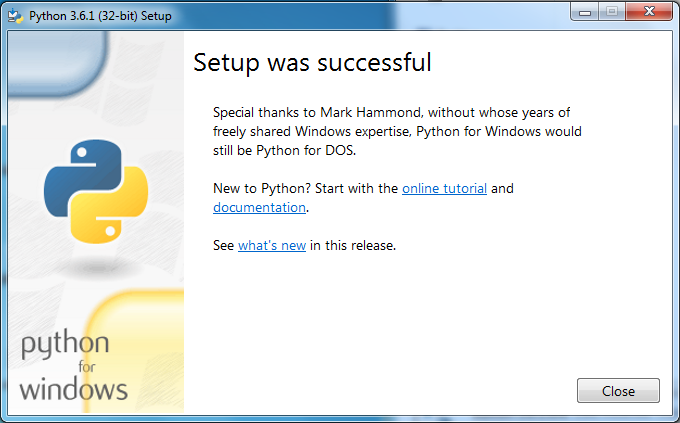 Python 3.6.1 (32-bit) Setup
Setup was successful
Special thanks to Mark Hammond, without whose years of
freely shared Windows expertise, Python for Windows would
still be Python for DOS.
New to Python? Start with the online tutorial and
documentation.
See what's new in this release.
python
for
windows
Close